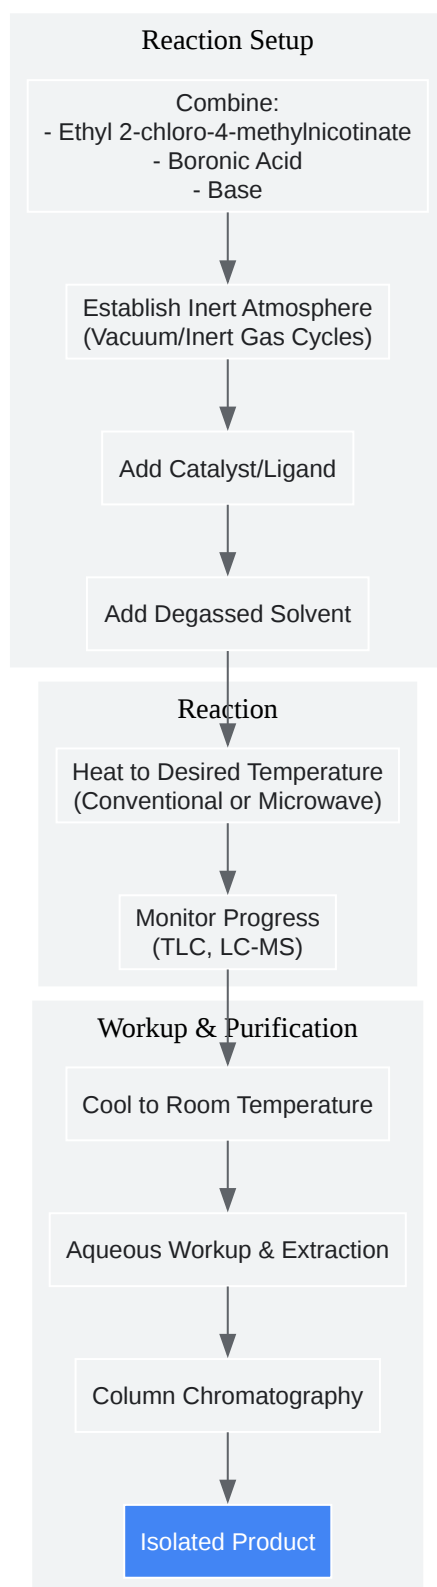 Reaction Setup
Combine:
- Ethyl 2-chloro-4-methylnicotinate
- Boronic Acid
- Base
Establish Inert Atmosphere
(Vacuum/Inert Gas Cycles)
Add Catalyst/Ligand
Add Degassed Solvent
Reaction
Heat to Desired Temperature
(Conventional or Microwave)
Monitor Progress
(TLC, LC-MS)
Workup & Purification
Cool to Room Temperature
Aqueous Workup & Extraction
Column Chromatography
Isolated Product